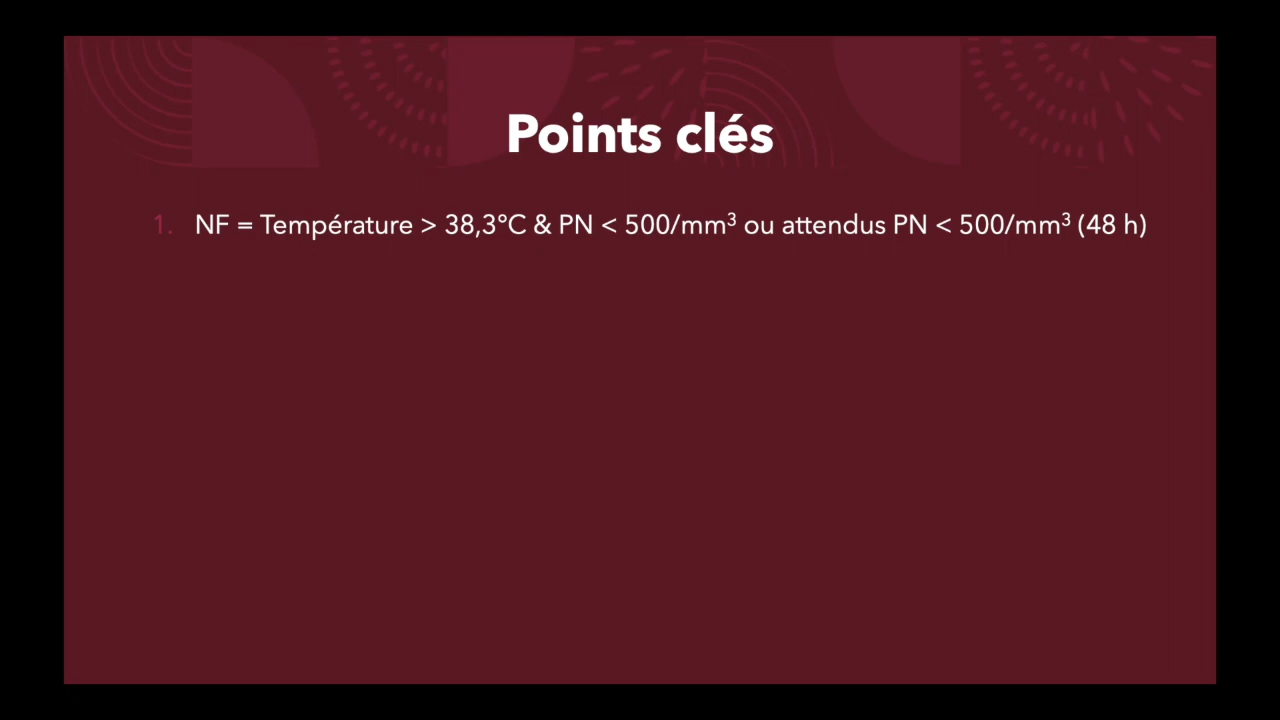 Points clés
1. NF = Température > 38,3°C & PN < 500/mm³ ou attendus PN < 500/mm³ (48 h)